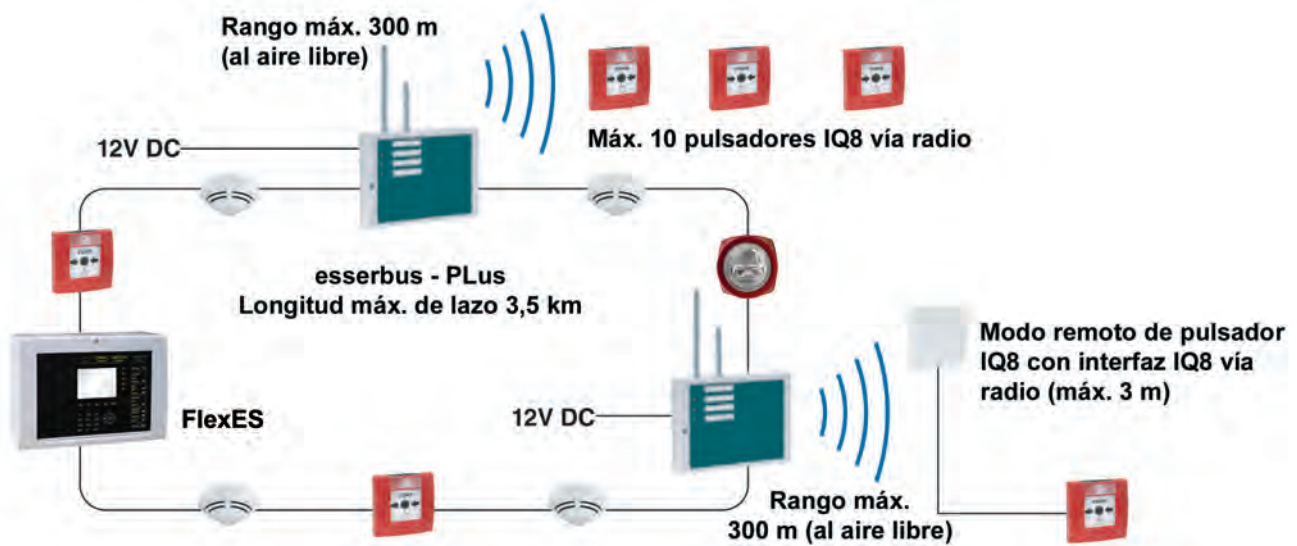 Rango máx. 300 m
(al aire libre)
Máx. 10 pulsadores IQ8 vía radio
12V DC
esserbus - PLus
Longitud máx. de lazo 3,5 km
Modo remoto de pulsador
IQ8 con interfaz IQ8 vía
radio (máx. 3 m)
FlexES
12V DC
Rango máx.
300 m (al aire libre)